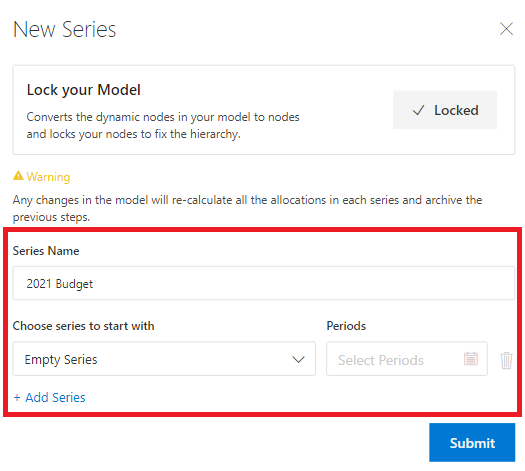 New Series
Lock your Model
Converts the dynamic nodes in your model to nodes
and locks your nodes to fix the hierarchy.
Locked
Warning
Any changes in the model will re-calculate all the allocations in each series and archive the
previous steps.
Series Name
2021 Budget
Choose series to start with
Periods
Empty Series
Select Periods
+ Add Series
Submit